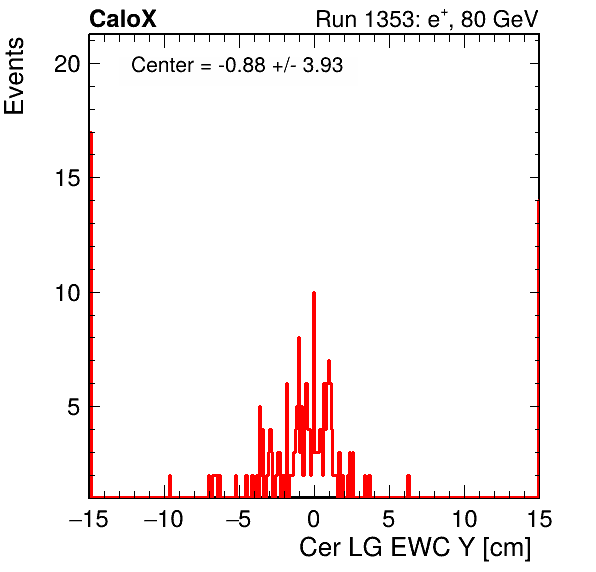 CaloX Run 1353: e⁺, 80 GeV
Center = -0.88 +/- 3.93
Events
20
15
10
5
−15 −10 −5 0 5 10 15
Cer LG EWC Y [cm]